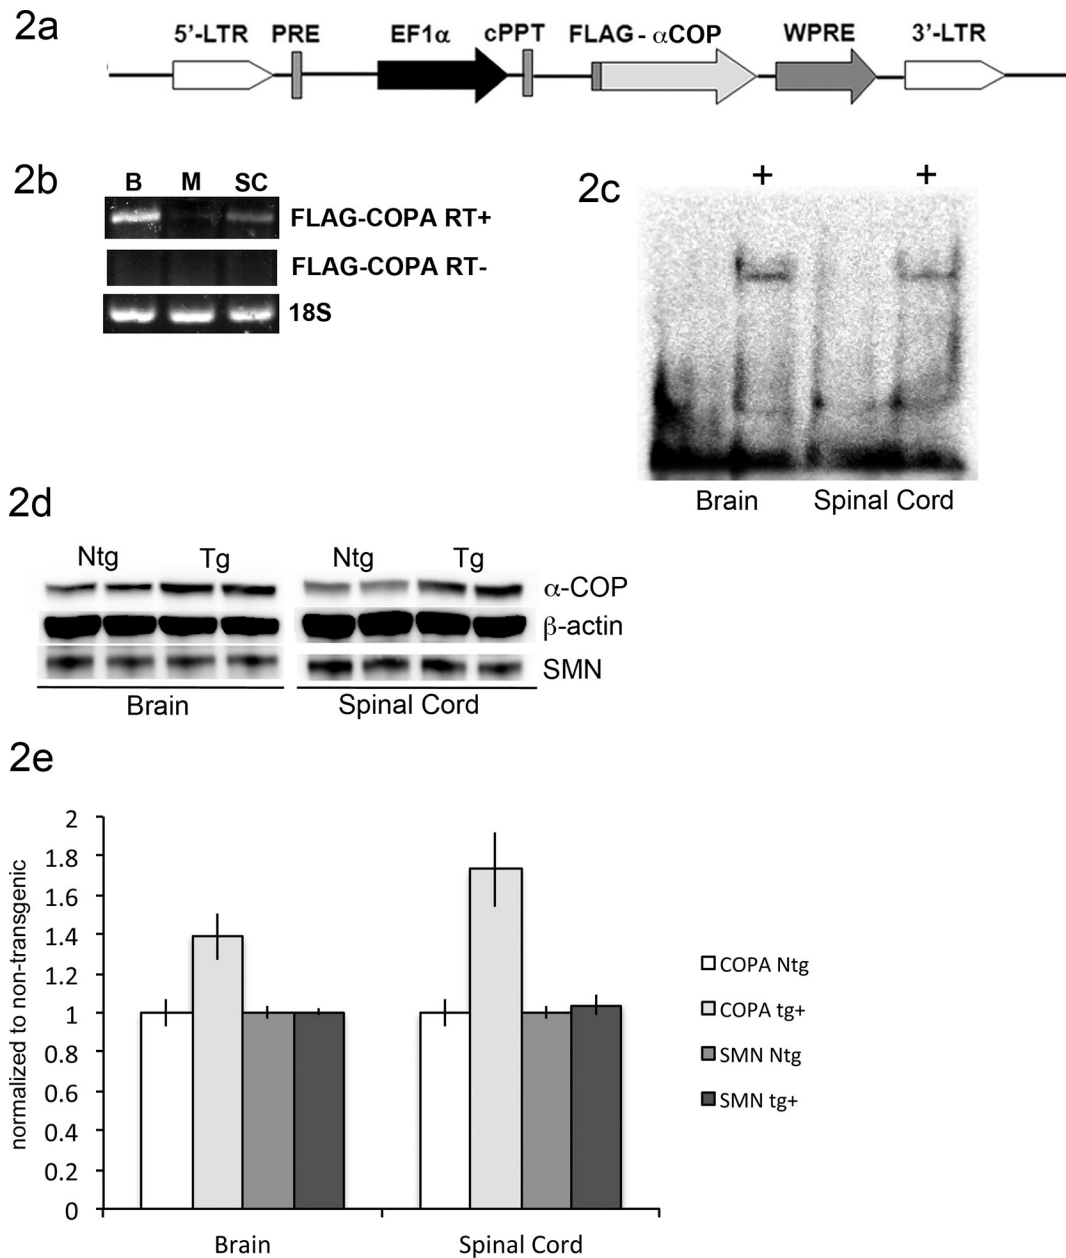 2a
5'-LTR PRE EF1α cPPT FLAG - αCOP WPRE 3'-LTR
2b
B M SC
FLAG-COPA RT+
FLAG-COPA RT-
18S
2c
+ +
Brain Spinal Cord
2d
Ntg Tg Ntg Tg
α-COP
β-actin
SMN
Brain Spinal Cord
2e
normalized to non-transgenic
2
1.8
1.6
1.4
1.2
1
0.8
0.6
0.4
0.2
0
Brain Spinal Cord
COPA Ntg
COPA tg+
SMN Ntg
SMN tg+